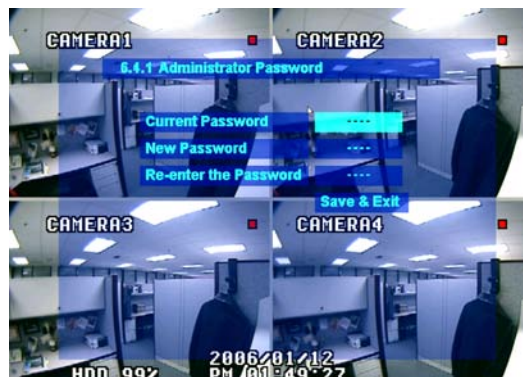 CAMERA1
CAMERA2
6.4.1 Administrator Password
Current Password ----
New Password ----
Re-enter the Password ----
Save & Exit
CAMERA3
CAMERA4
2006/01/12
HDD 99% PM 01:49:27